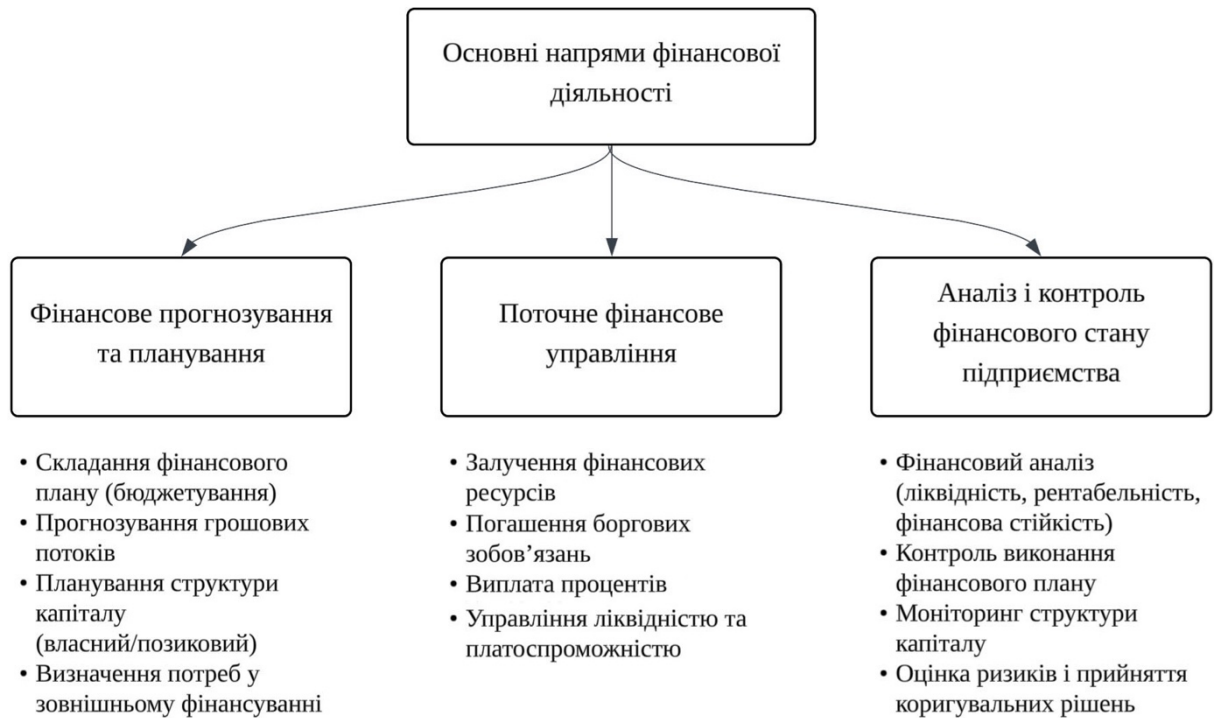 Основні напрями фінансової
діяльності
Фінансове прогнозування
та планування
Поточне фінансове
управління
Аналіз і контроль
фінансового стану
підприємства
• Складання фінансового
плану (бюджетування)
• Прогнозування грошових
потоків
• Планування структури
капіталу
(власний/позиковий)
• Визначення потреб у
зовнішньому фінансуванні
• Залучення фінансових
ресурсів
• Погашення боргових
зобов’язань
• Виплата процентів
• Управління ліквідністю та
платоспроможністю
• Фінансовий аналіз
(ліквідність, рентабельність,
фінансова стійкість)
• Контроль виконання
фінансового плану
• Моніторинг структури
капіталу
• Оцінка ризиків і прийняття
коригувальних рішень